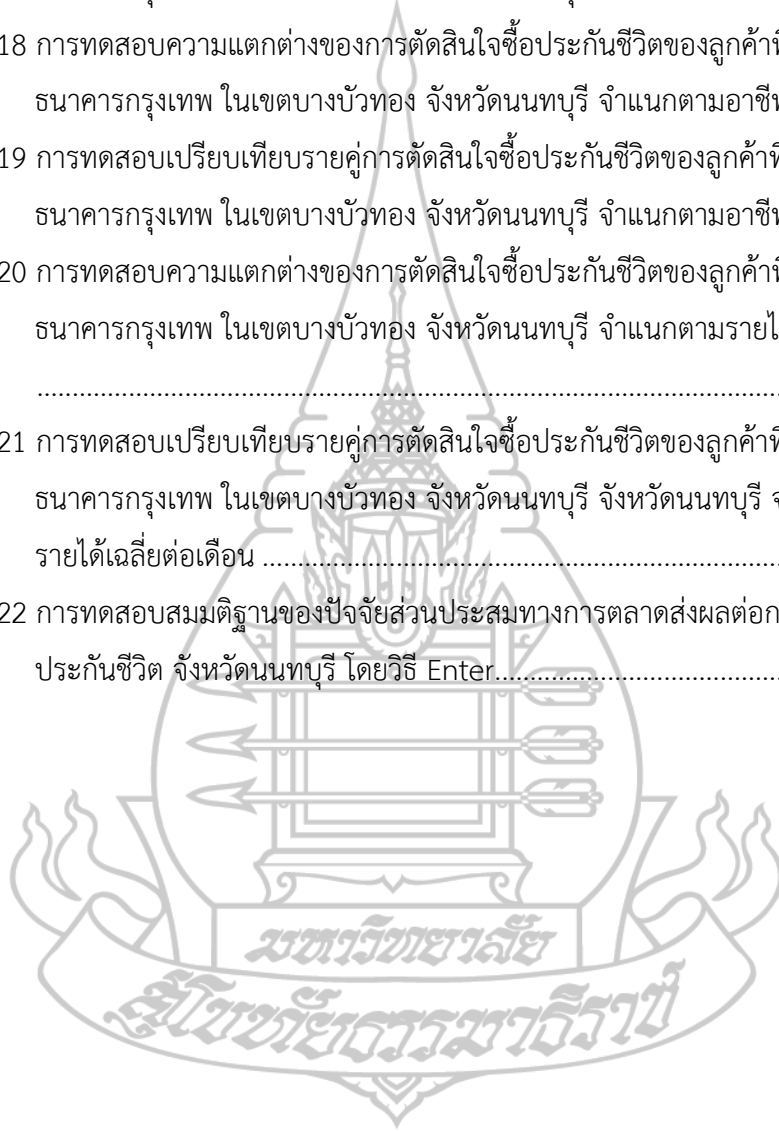 18 การทดสอบความแตกต่างของการตัดสินใจซื้อประกันชีวิตของลูกค้า
ธนาคารกรุงเทพ ในเขตบางบัวทอง จังหวัดนนทบุรี จำแนกตามอาชีพ
19 การทดสอบเปรียบเทียบรายคู่การตัดสินใจซื้อประกันชีวิตของลูกค้า
ธนาคารกรุงเทพ ในเขตบางบัวทอง จังหวัดนนทบุรี จำแนกตามอาชีพ
20 การทดสอบความแตกต่างของการตัดสินใจซื้อประกันชีวิตของลูกค้า
ธนาคารกรุงเทพ ในเขตบางบัวทอง จังหวัดนนทบุรี จำแนกตามรายได้
..........................................................................................................
21 การทดสอบเปรียบเทียบรายคู่การตัดสินใจซื้อประกันชีวิตของลูกค้า
ธนาคารกรุงเทพ ในเขตบางบัวทอง จังหวัดนนทบุรี จังหวัดนนทบุรี
รายได้เฉลี่ยต่อเดือน ..........................................................................
22 การทดสอบสมมติฐานของปัจจัยส่วนประสมทางการตลาดส่งผลต่อ
ประกันชีวิต จังหวัดนนทบุรี โดยวิธี Enter.........................................
มหาวิทยาลัย
สุโขทัยธรรมาธิราช